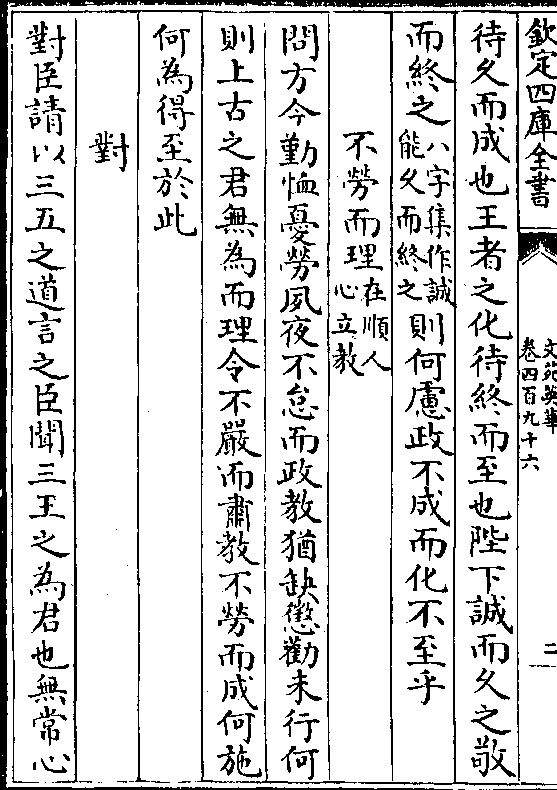 欽定四庫全書
文苑英華
卷四百九十六
二
待久而成也王者之化待終而至也陛下誠而久之敬
而終之八字集作誠能久而終之則何慮政不成而化不至乎
不勞而理在順人心立教
問方今勤恤憂勞夙夜不怠而政教猶缺懲勸未行何
則上古之君無為而理令不嚴而肅教不勞而成何施
何為得至於此
對
對臣請以三五之道言之臣聞三王之為君也無常心